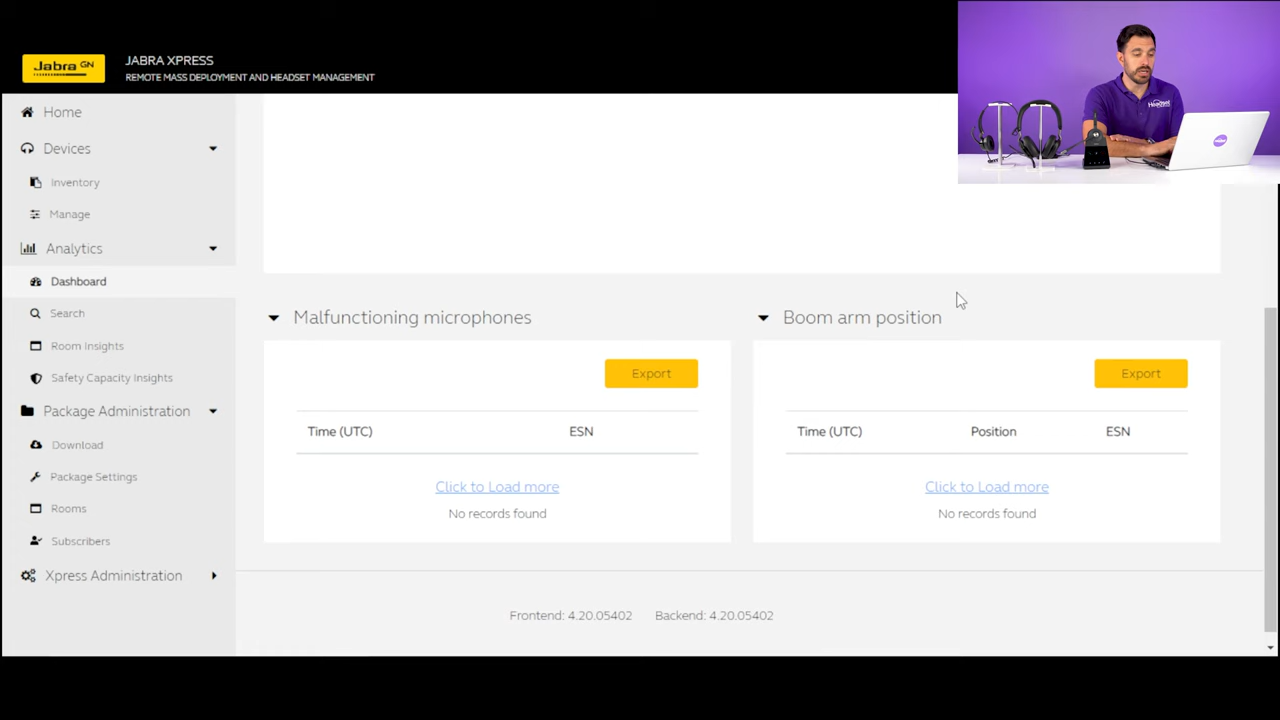 Jabra GN
JABRA XPRESS
REMOTE MASS DEPLOYMENT AND HEADSET MANAGEMENT
Home
Devices
Inventory
Manage
Analytics
Dashboard
Search
Room Insights
Safety Capacity Insights
Package Administration
Download
Package Settings
Rooms
Subscribers
Xpress Administration
Malfunctioning microphones
Export
Time (UTC) ESN
Click to Load more
No records found
Boom arm position
Export
Time (UTC) Position ESN
Click to Load more
No records found
Frontend: 4.20.05402 Backend: 4.20.05402